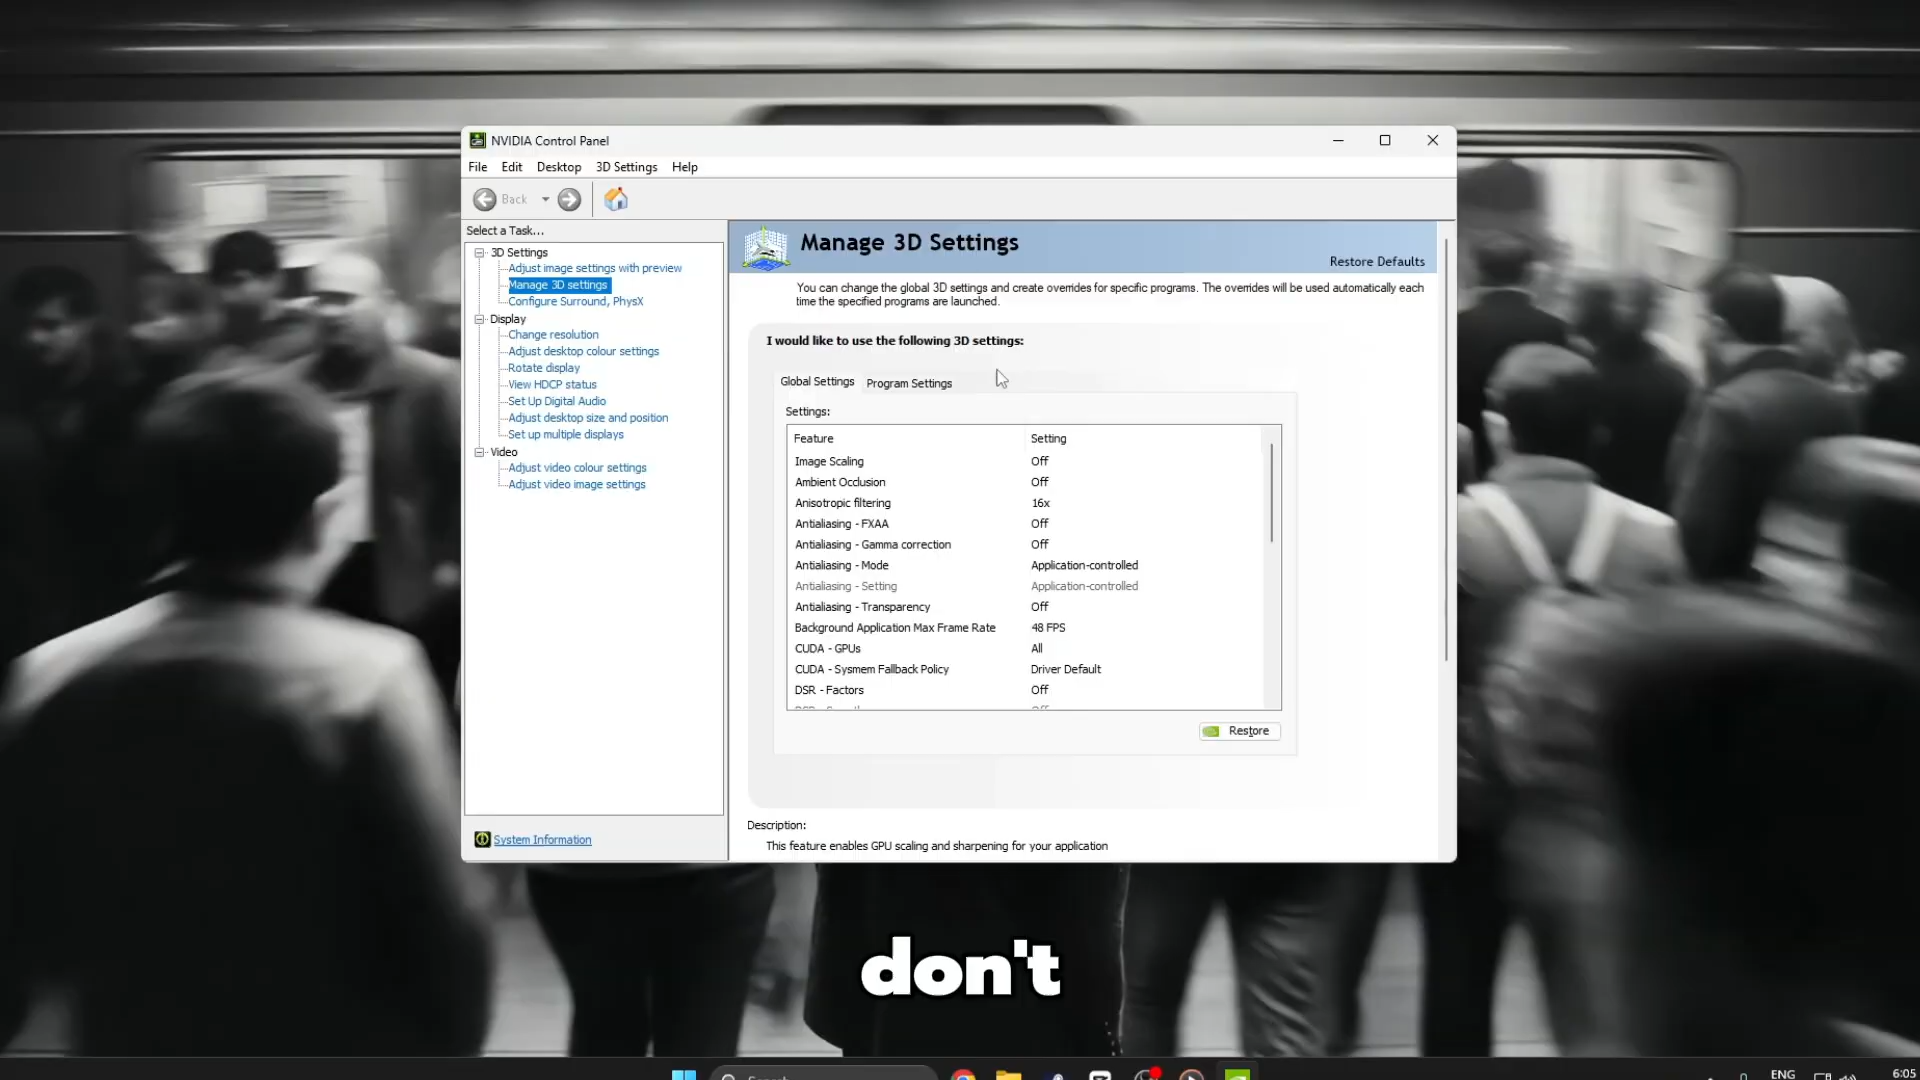 NVIDIA Control Panel
File Edit Desktop 3D Settings Help
Back
Select a Task...
3D Settings
Adjust image settings with preview
Manage 3D settings
Configure Surround, PhysX
Display
Change resolution
Adjust desktop colour settings
Rotate display
View HDCP status
Set Up Digital Audio
Adjust desktop size and position
Set up multiple displays
Video
Adjust video colour settings
Adjust video image settings
System Information
Manage 3D Settings
Restore Defaults
You can change the global 3D settings and create overrides for specific programs. The overrides will be used automatically each
time the specified programs are launched.
I would like to use the following 3D settings:
Global Settings Program Settings
Settings:
Feature Setting
Image Scaling Off
Ambient Occlusion Off
Anisotropic filtering 16x
Antialiasing - FXAA Off
Antialiasing - Gamma correction Off
Antialiasing - Mode Application-controlled
Antialiasing - Setting Application-controlled
Antialiasing - Transparency Off
Background Application Max Frame Rate 48 FPS
CUDA - GPUs All
CUDA - Sysmem Fallback Policy Driver Default
DSR - Factors Off
Restore
Description:
This feature enables GPU scaling and sharpening for your application
don't
ENG
6:05